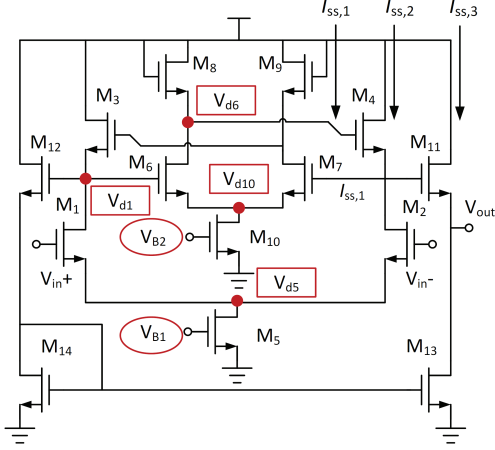 Iss,1 Iss,2 Iss,3
M8 M9
M3 Vd6 M4
M12 M6 M7 M11
Vd10
M1 Vd1 Iss,1 M2 Vout
VB2 M10
Vin+ Vd5 Vin-
VB1 M5
M14 M13